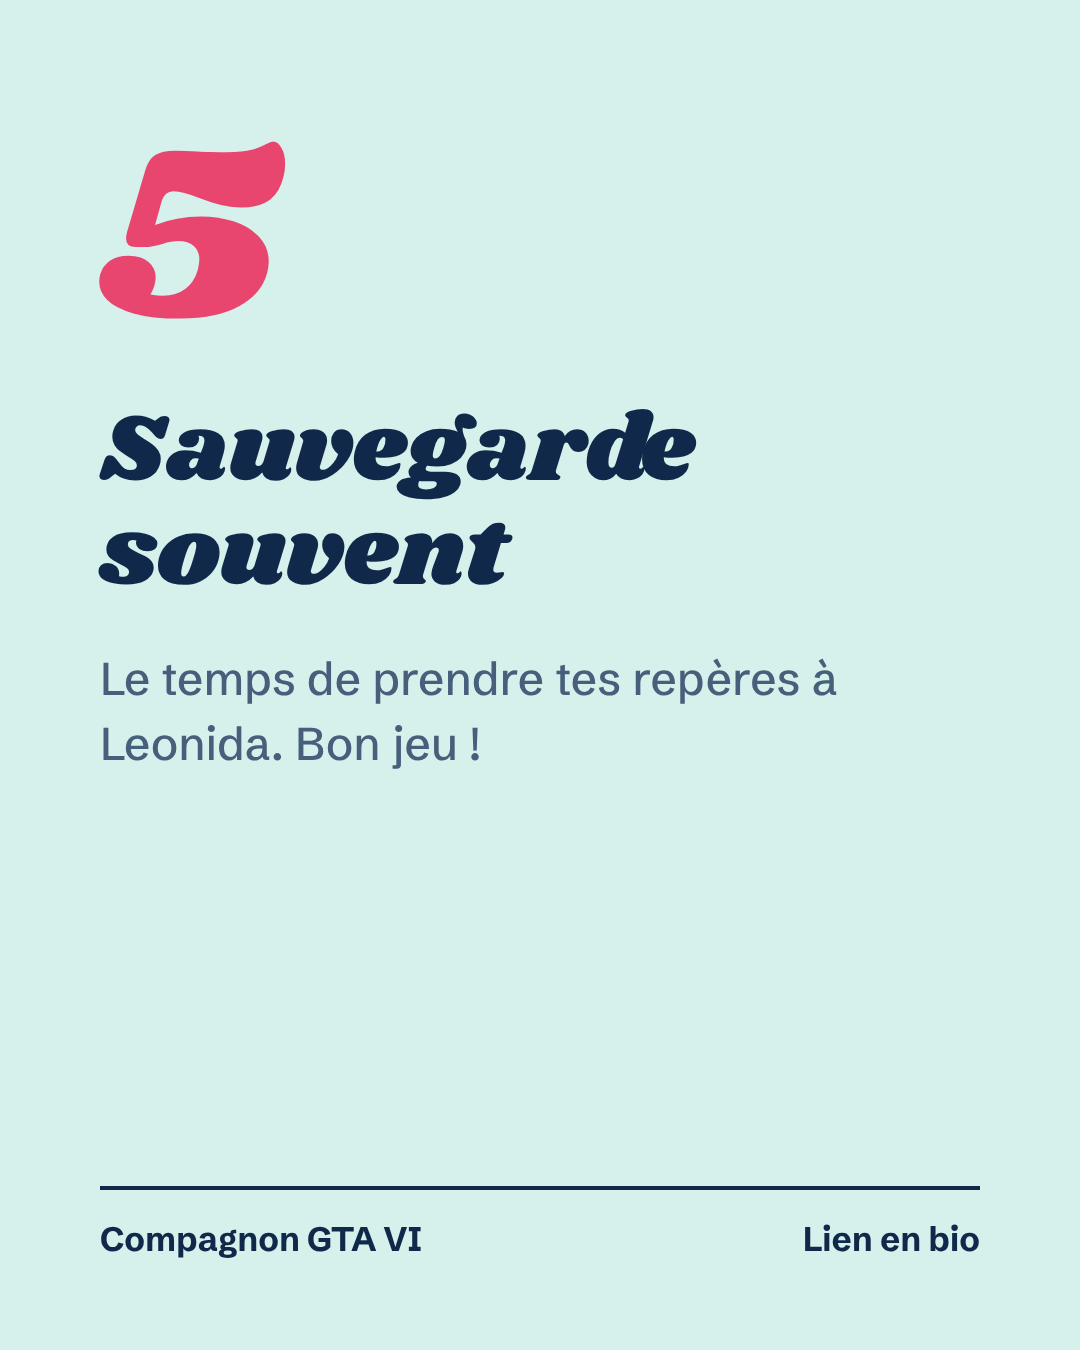 5
Sauvegarde
souvent
Le temps de prendre tes repères à
Leonida. Bon jeu !
Compagnon GTA VI
Lien en bio